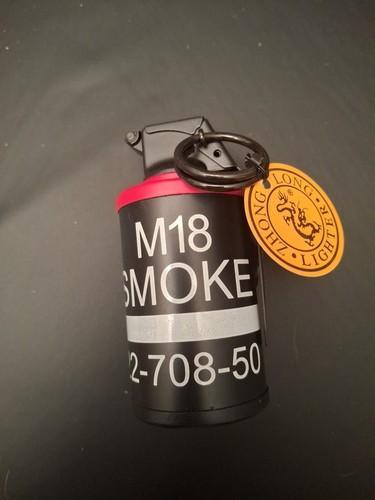 M18
SMOKE
2-708-50
ZHONG LONG
• LIGHTER •
®